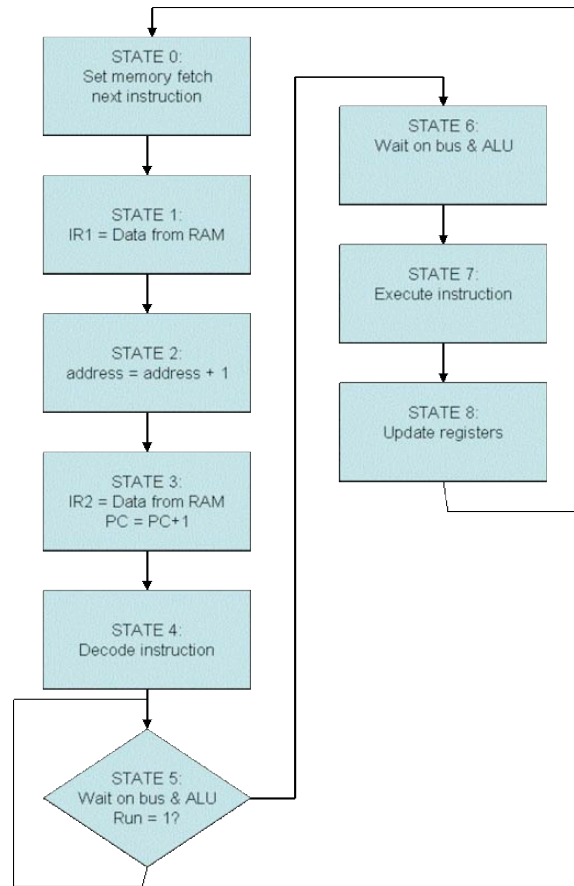 STATE 0:
Set memory fetch
next instruction
STATE 1:
IR1 = Data from RAM
STATE 2:
address = address + 1
STATE 3:
IR2 = Data from RAM
PC = PC+1
STATE 4:
Decode instruction
STATE 5:
Wait on bus & ALU
Run = 1?
STATE 6:
Wait on bus & ALU
STATE 7:
Execute instruction
STATE 8:
Update registers